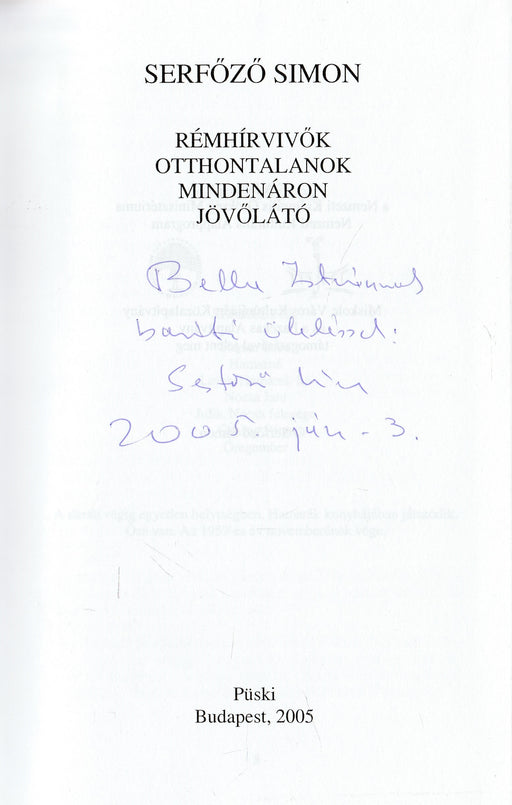 SERFŐZŐ SIMON
RÉMHÍRVIVŐK
OTTHONTALANOK
MINDENÁRON
JÖVŐLÁTÓ
Bella Istvánnak
baráti öleléssel:
Serfőző Simon
2005. jún. 3.
Püski
Budapest, 2005